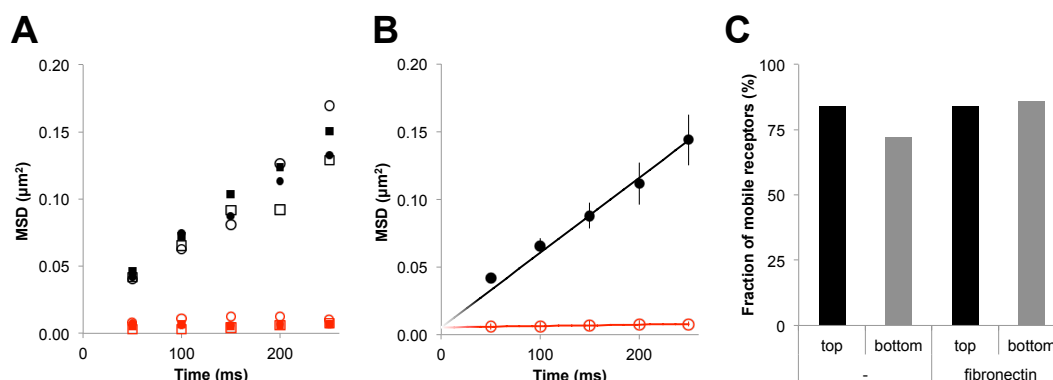 A
B
C
MSD (µm²)
0.20
0.15
0.10
0.05
0.00
0
100
200
Time (ms)
MSD (µm²)
0.20
0.15
0.10
0.05
0.00
0
100
200
Time (ms)
Fraction of mobile receptors (%)
100
75
50
25
0
top bottom top bottom
- fibronectin